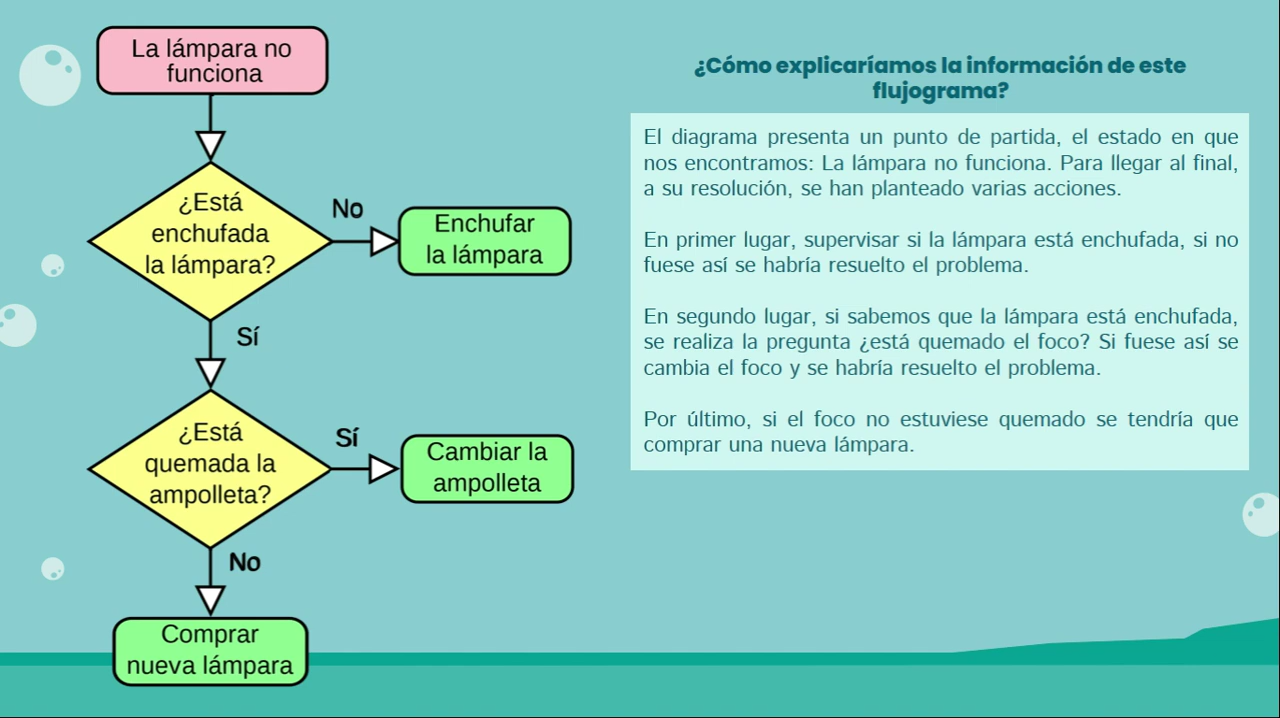 La lámpara no
funciona
¿Está
enchufada
la lámpara?
No
Enchufar
la lámpara
Sí
¿Está
quemada la
ampolleta?
Sí
Cambiar la
ampolleta
No
Comprar
nueva lámpara
¿Cómo explicaríamos la información de este
flujograma?
El diagrama presenta un punto de partida, el estado en que
nos encontramos: La lámpara no funciona. Para llegar al final,
a su resolución, se han planteado varias acciones.
En primer lugar, supervisar si la lámpara está enchufada, si no
fuese así se habría resuelto el problema.
En segundo lugar, si sabemos que la lámpara está enchufada,
se realiza la pregunta ¿está quemado el foco? Si fuese así se
cambia el foco y se habría resuelto el problema.
Por último, si el foco no estuviese quemado se tendría que
comprar una nueva lámpara.